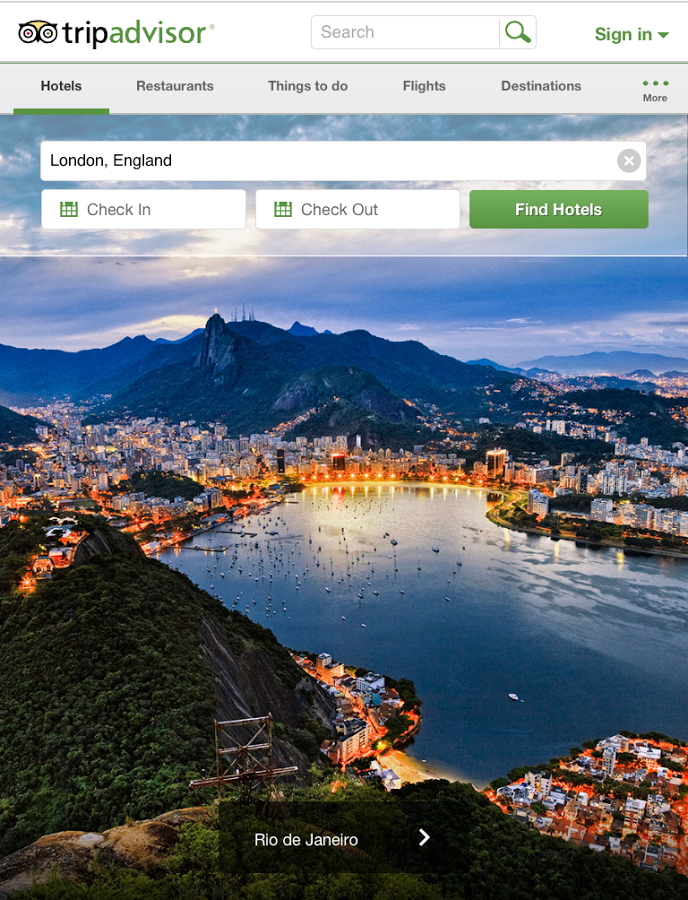 tripadvisor®
Search
Sign in
Hotels
Restaurants
Things to do
Flights
Destinations
More
London, England
Check In
Check Out
Find Hotels
Rio de Janeiro